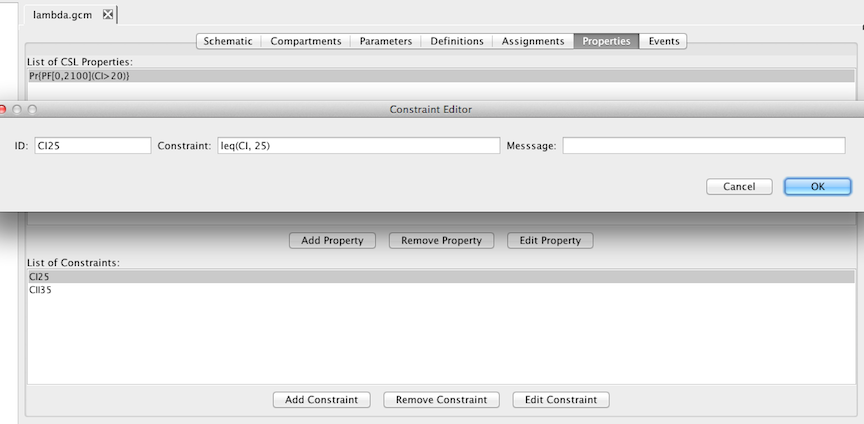 lambda.gcm
Schematic Compartments Parameters Definitions Assignments Properties Events
List of CSL Properties:
Pr{PF[0,2100](CI>20)}
Constraint Editor
ID: CI25 Constraint: leq(CI, 25) Messsage:
Cancel OK
Add Property Remove Property Edit Property
List of Constraints:
CI25
CII35
Add Constraint Remove Constraint Edit Constraint